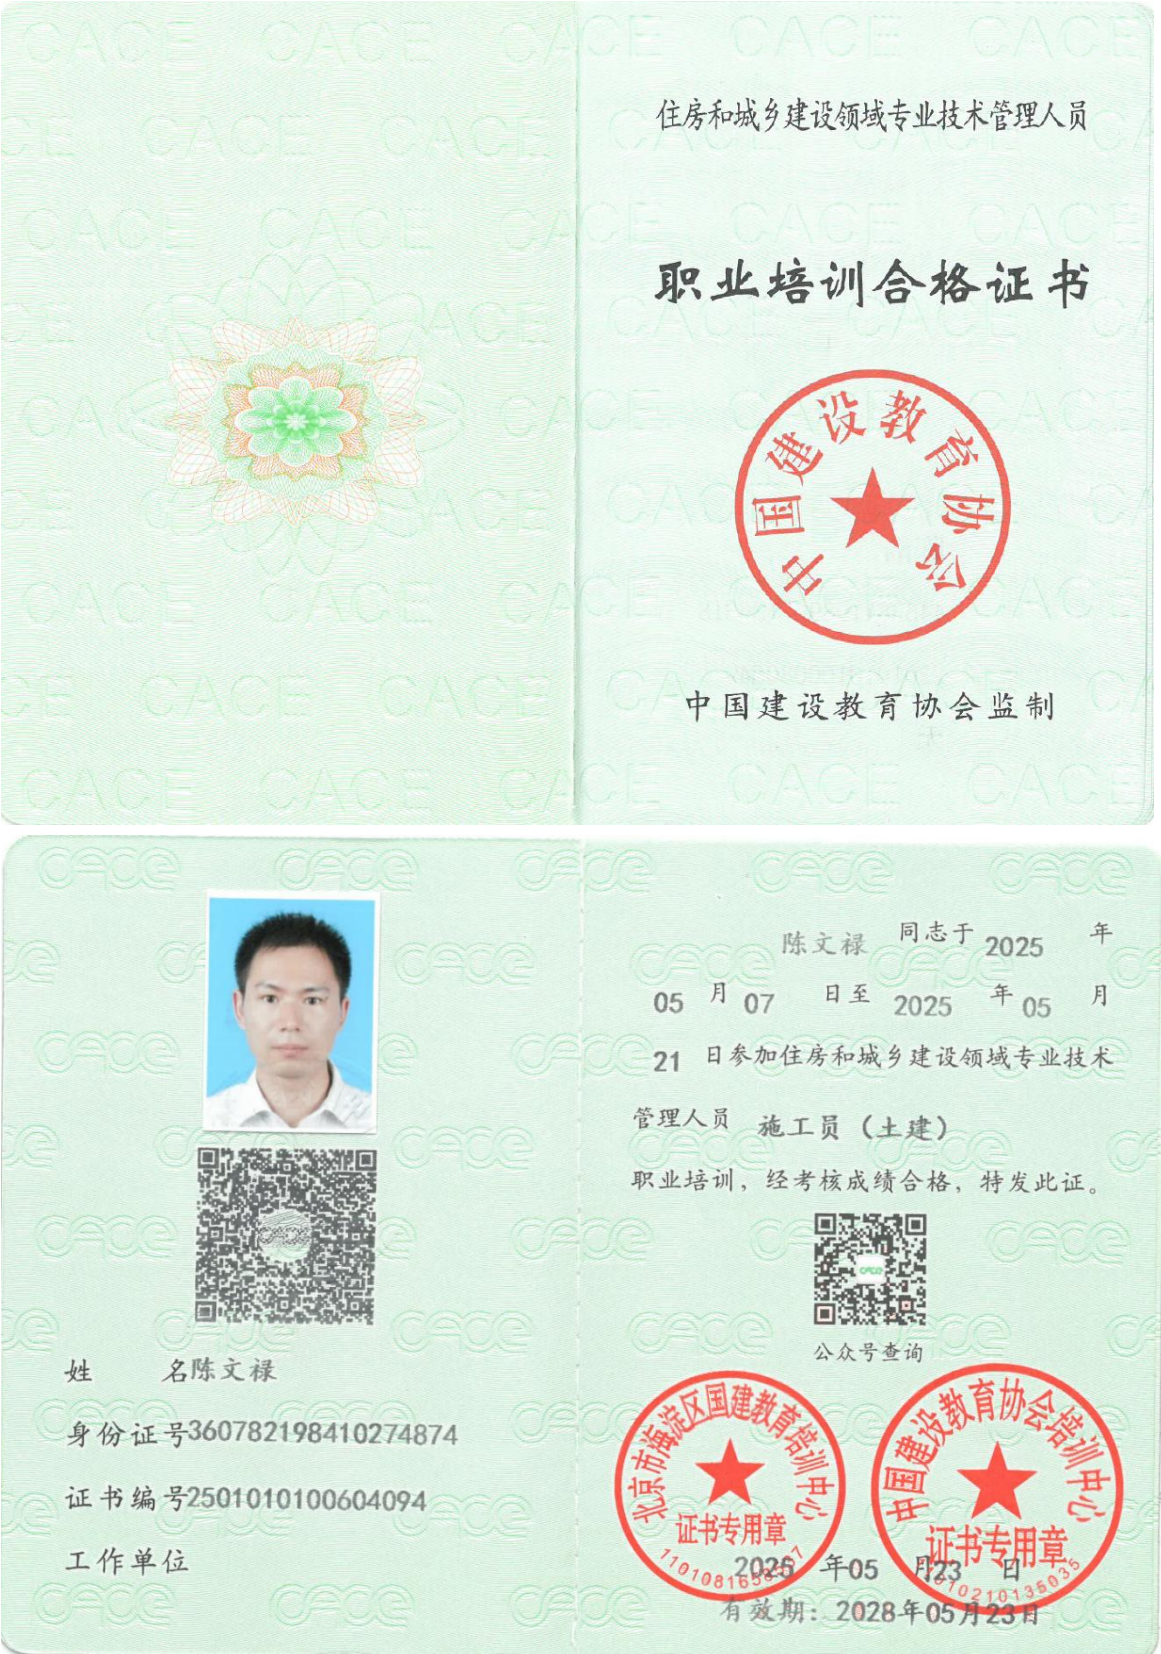 住房和城乡建设领域专业技术管理人员
职业培训合格证书
中国建设教育协会
中国建设教育协会监制
陈文禄 同志于 2025 年
05 月 07 日至 2025 年 05 月
21 日参加住房和城乡建设领域专业技术
管理人员 施工员（土建）
职业培训，经考核成绩合格，特发此证。
公众号查询
姓 名陈文禄
身份证号360782198410274874
证书编号2501010100604094
工作单位
北京市海淀区国建教育培训中心
证书专用章
中国建设教育协会培训中心
证书专用章
年05 月23 日
有效期：2028年05月23日
CACE